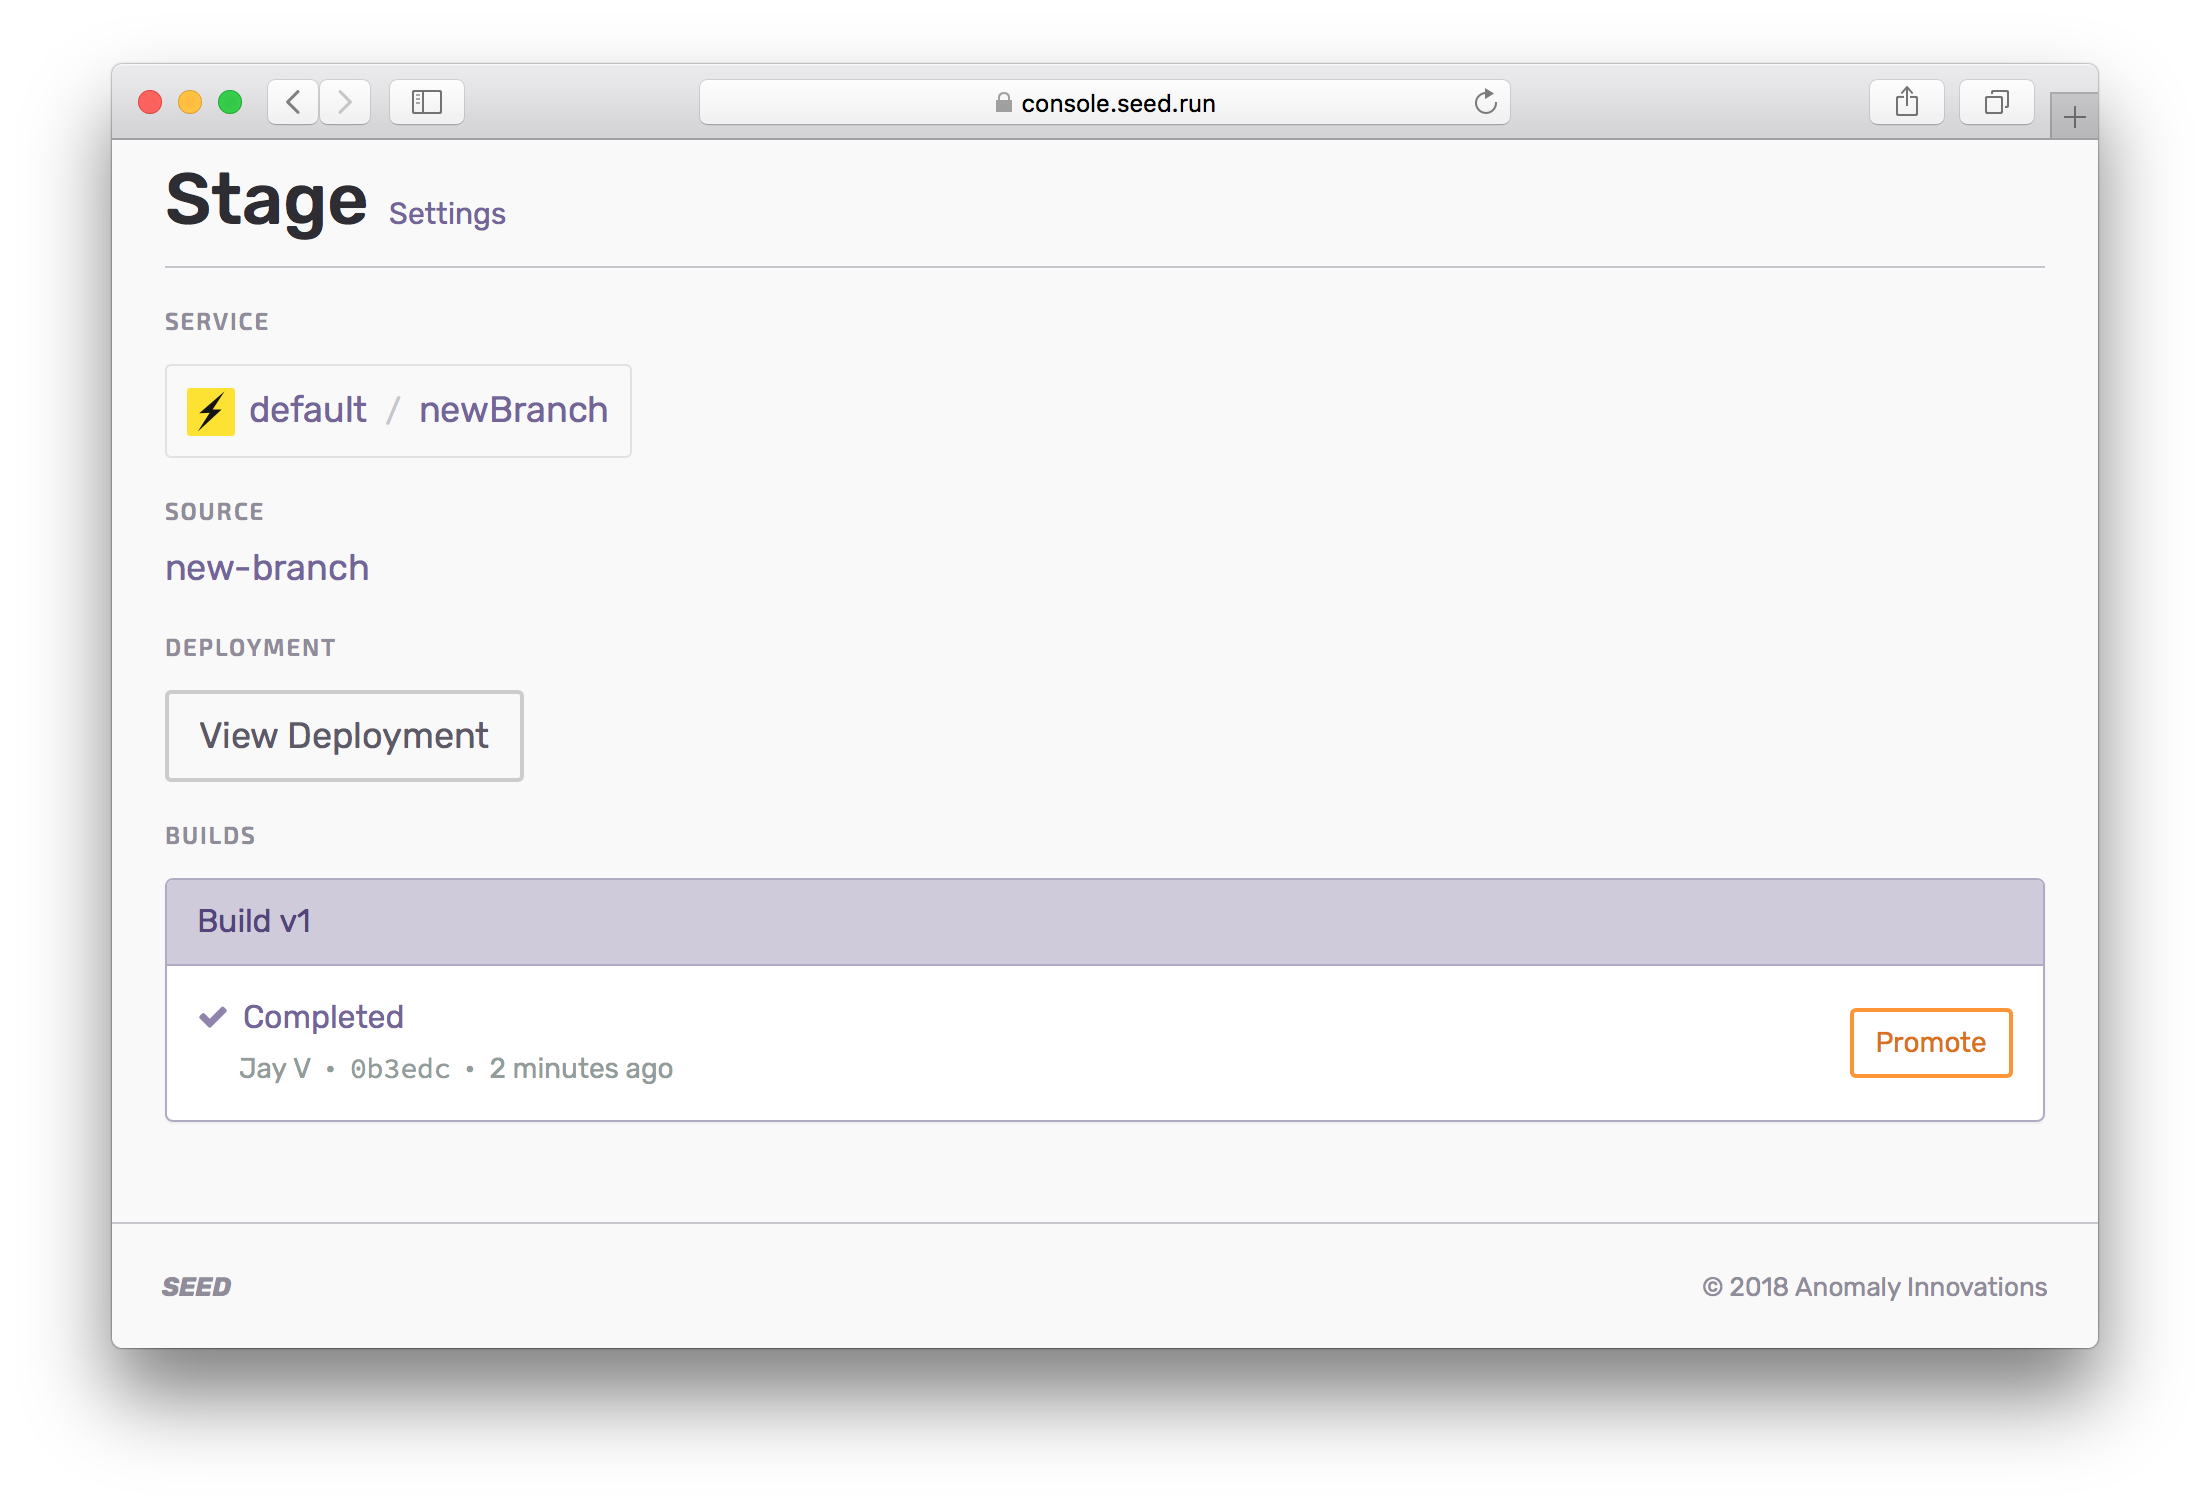 console.seed.run
Stage Settings
SERVICE
default / newBranch
SOURCE
new-branch
DEPLOYMENT
View Deployment
BUILDS
Build v1
Completed
Promote
Jay V • 0b3edc • 2 minutes ago
SEED
© 2018 Anomaly Innovations